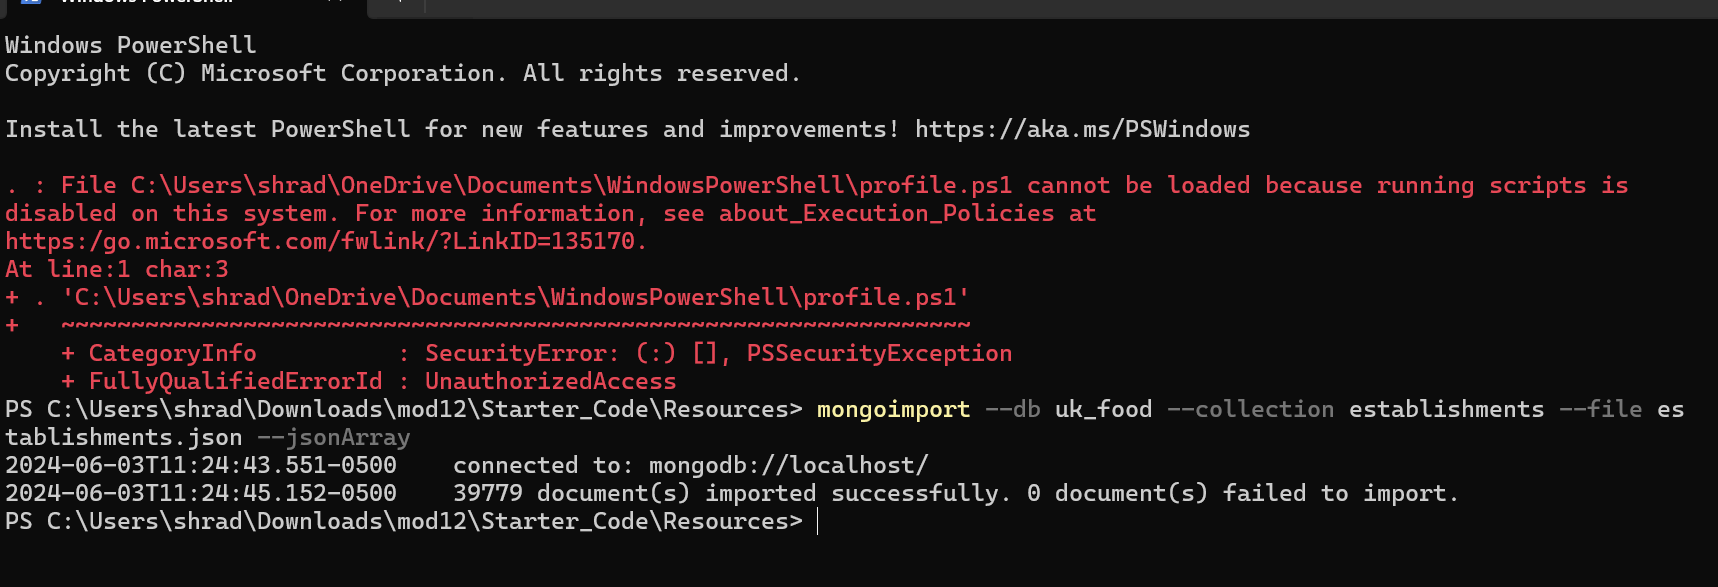 Windows PowerShell
Windows PowerShell
Copyright (C) Microsoft Corporation. All rights reserved.
Install the latest PowerShell for new features and improvements! https://aka.ms/PSWindows
. : File C:\Users\shrad\OneDrive\Documents\WindowsPowerShell\profile.ps1 cannot be loaded because running scripts is
disabled on this system. For more information, see about_Execution_Policies at
https:/go.microsoft.com/fwlink/?LinkID=135170.
At line:1 char:3
+ . 'C:\Users\shrad\OneDrive\Documents\WindowsPowerShell\profile.ps1'
+   ~~~~~~~~~~~~~~~~~~~~~~~~~~~~~~~~~~~~~~~~~~~~~~~~~~~~~~~~~~~~~~~~~
    + CategoryInfo          : SecurityError: (:) [], PSSecurityException
    + FullyQualifiedErrorId : UnauthorizedAccess
PS C:\Users\shrad\Downloads\mod12\Starter_Code\Resources> mongoimport --db uk_food --collection establishments --file es
tablishments.json --jsonArray
2024-06-03T11:24:43.551-0500    connected to: mongodb://localhost/
2024-06-03T11:24:45.152-0500    39779 document(s) imported successfully. 0 document(s) failed to import.
PS C:\Users\shrad\Downloads\mod12\Starter_Code\Resources>